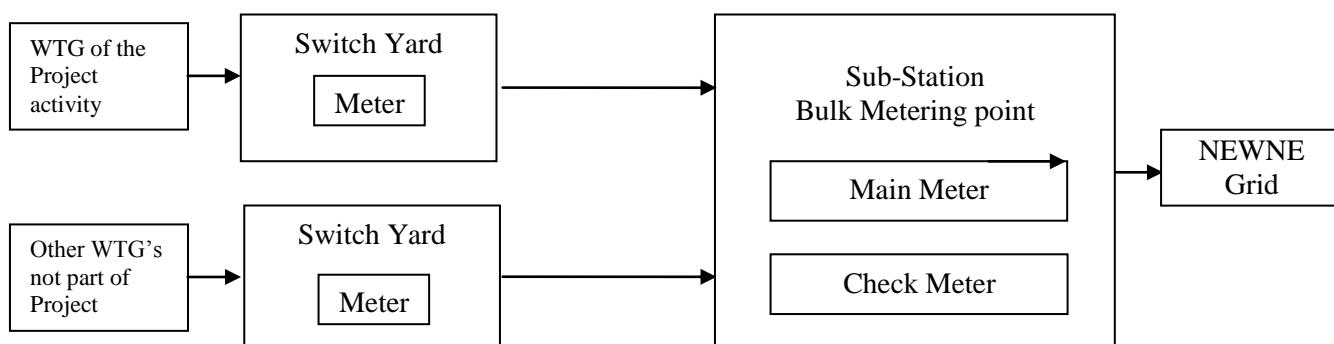 WTG of the
Project
activity
Switch Yard
Meter
Sub-Station
Bulk Metering point
Main Meter
Check Meter
NEWNE
Grid
Other WTG’s
not part of
Project
Switch Yard
Meter